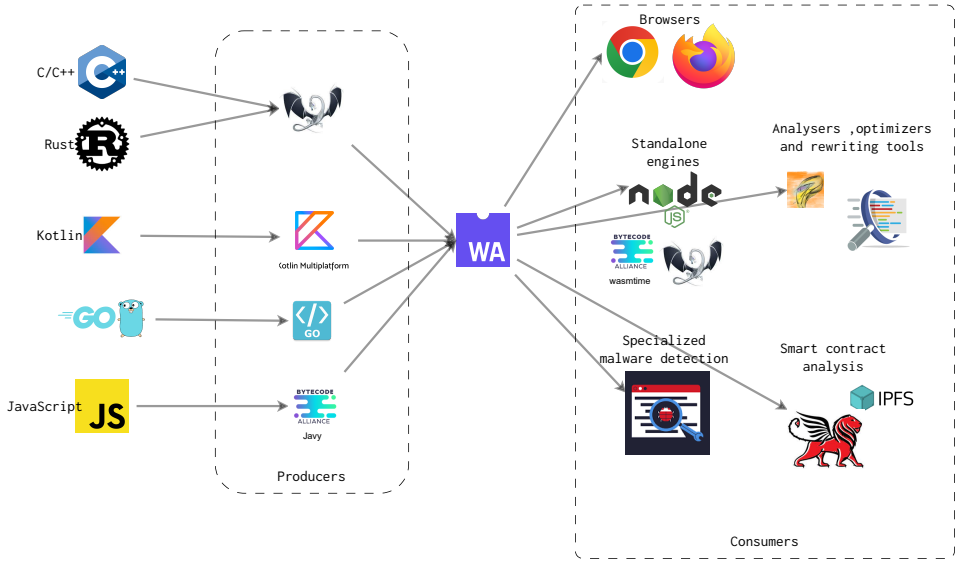 C/C++
Rust
Kotlin
GO
JavaScript
JS
C
++
R
Kotlin Multiplatform
</>
GO
BYTECODE
ALLIANCE
Javy
Producers
WA
Browsers
Standalone
engines
node
JS
BYTECODE
ALLIANCE
wasmtime
Analysers ,optimizers
and rewriting tools
Specialized
malware detection
Smart contract
analysis
IPFS
Consumers